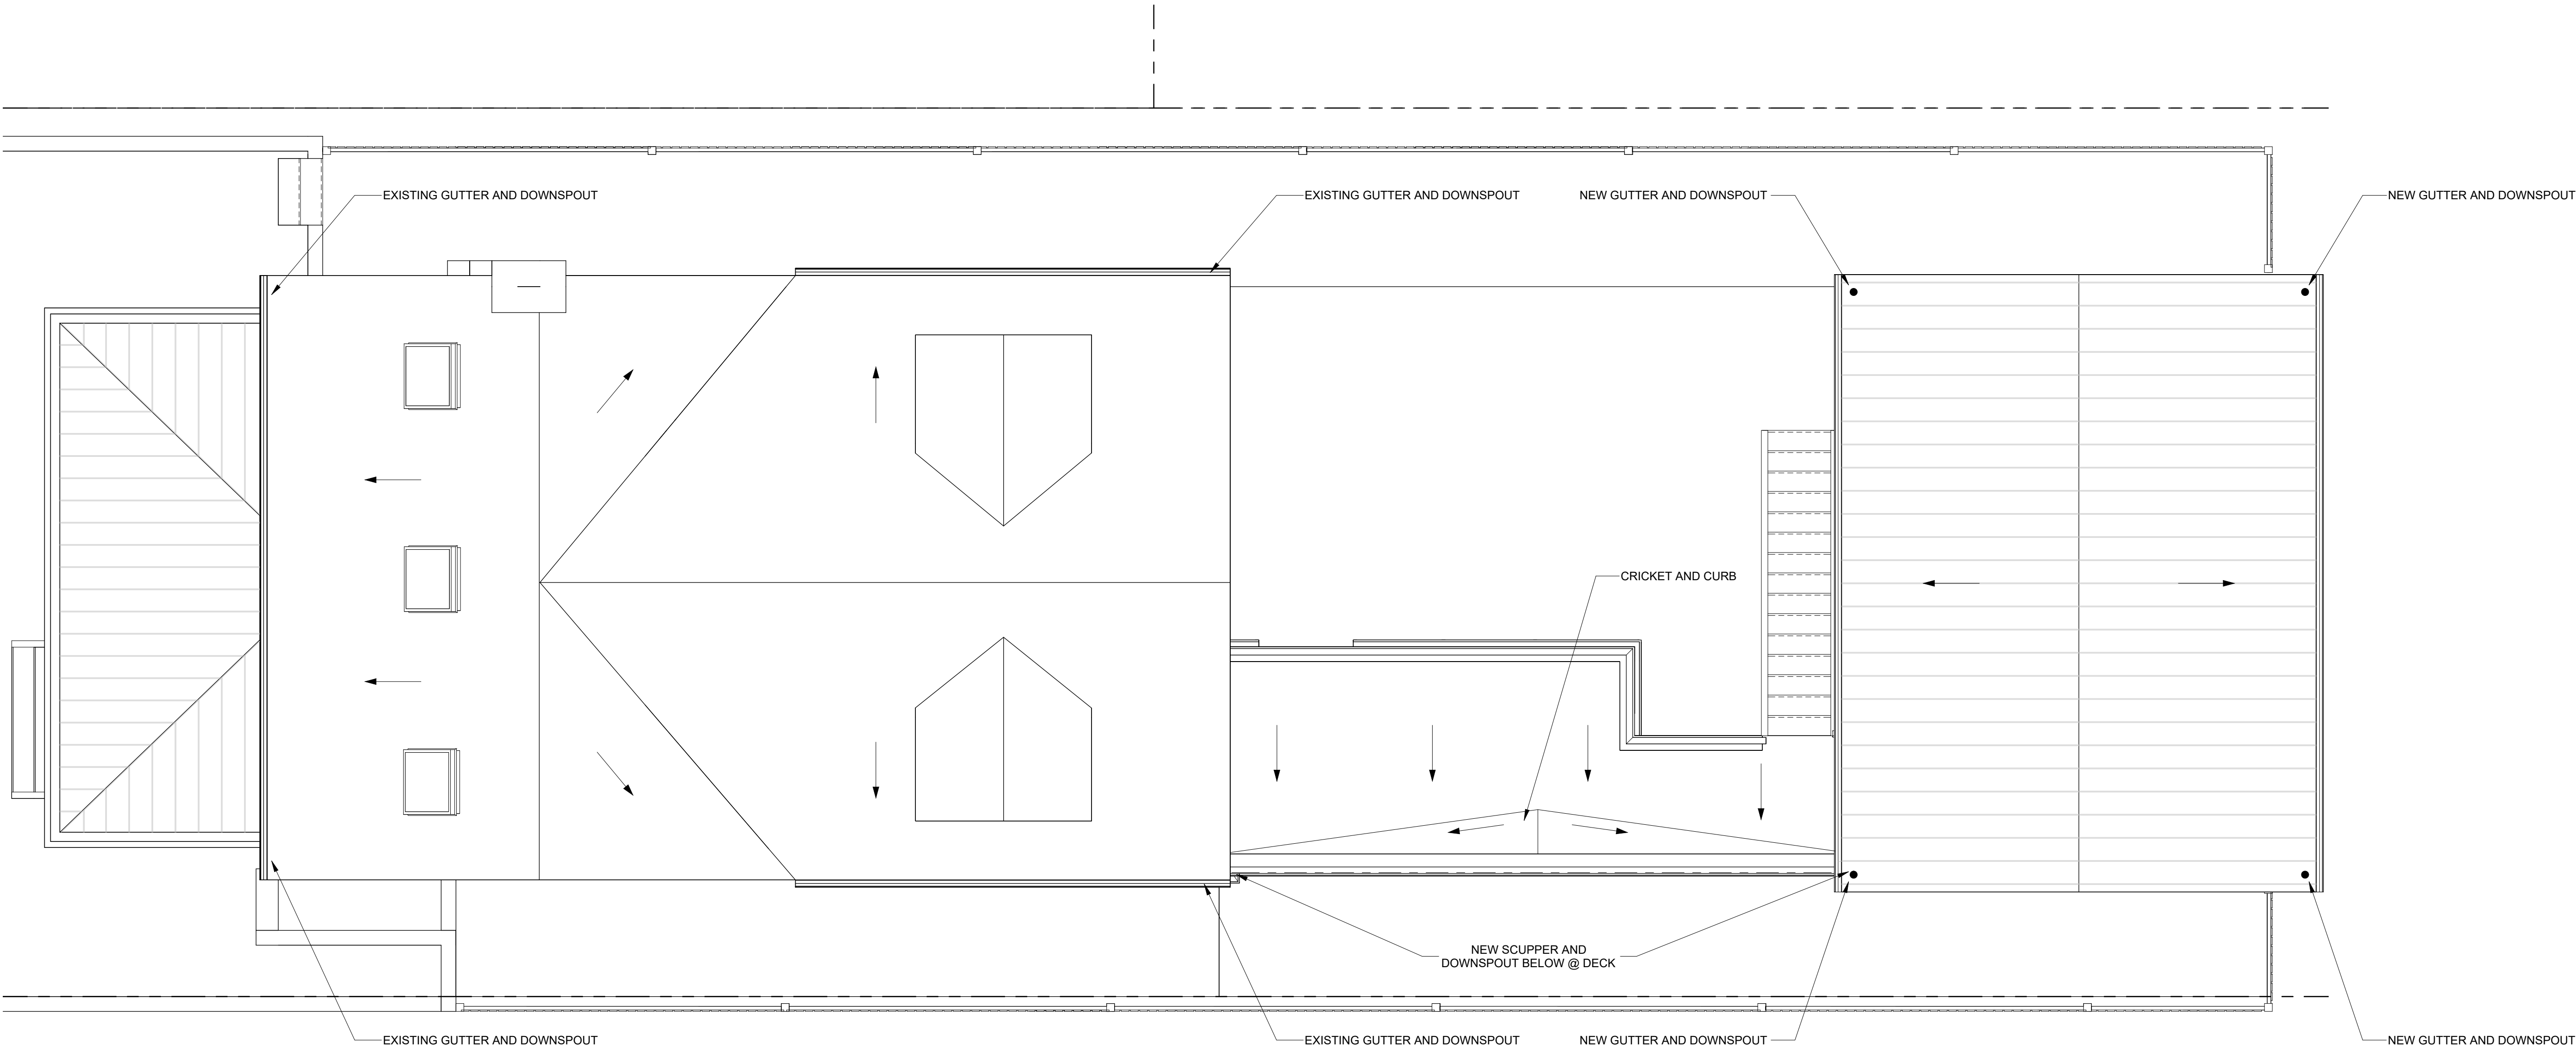 EXISTING GUTTER AND DOWNSPOUT
EXISTING GUTTER AND DOWNSPOUT
NEW GUTTER AND DOWNSPOUT
NEW GUTTER AND DOWNSPOUT
CRICKET AND CURB
NEW SCUPPER AND
DOWNSPOUT BELOW @ DECK
EXISTING GUTTER AND DOWNSPOUT
EXISTING GUTTER AND DOWNSPOUT
NEW GUTTER AND DOWNSPOUT
NEW GUTTER AND DOWNSPOUT